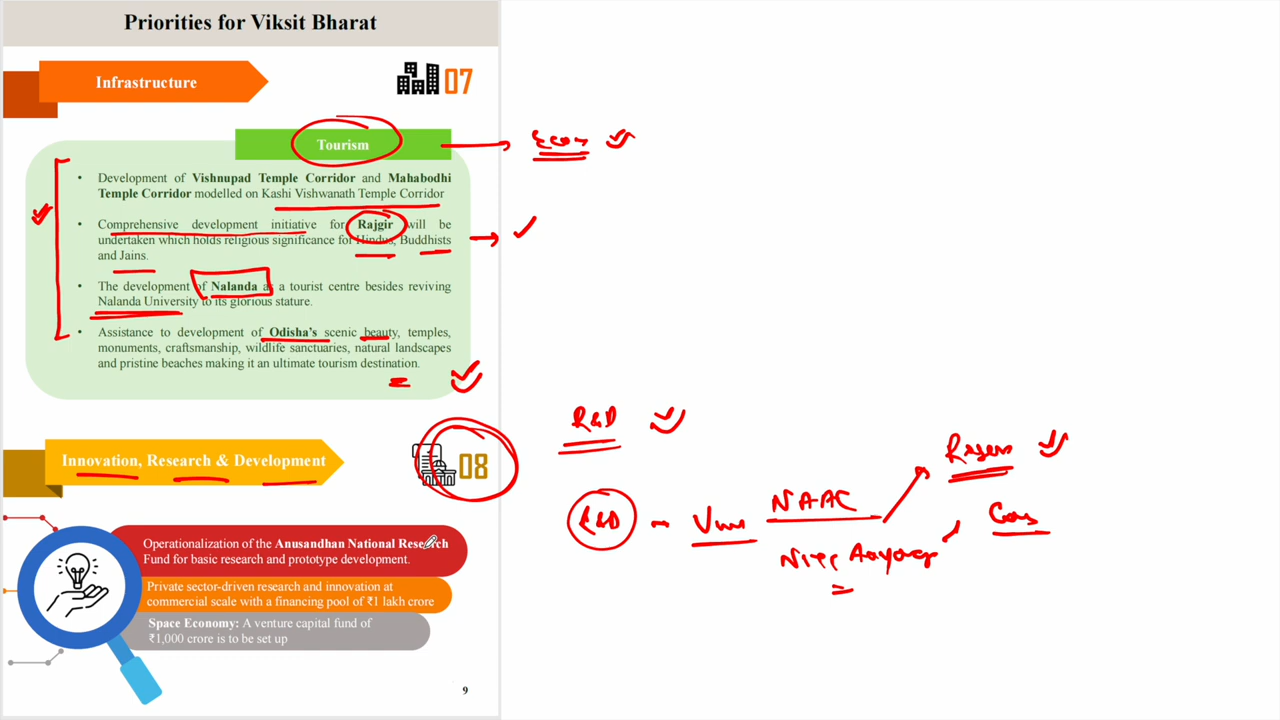 Priorities for Viksit Bharat
Infrastructure
07
Tourism
• Development of Vishnupad Temple Corridor and Mahabodhi
Temple Corridor modelled on Kashi Vishwanath Temple Corridor
• Comprehensive development initiative for Rajgir will be
undertaken which holds religious significance for Hindus, Buddhists
and Jains.
• The development of Nalanda as a tourist centre besides reviving
Nalanda University to its glorious stature.
• Assistance to development of Odisha's scenic beauty, temples,
monuments, craftsmanship, wildlife sanctuaries, natural landscapes
and pristine beaches making it an ultimate tourism destination.
R&D
Innovation, Research & Development
08
R&D
NAAC
Niti Aayog
Operationalization of the Anusandhan National Research
Fund for basic research and prototype development.
Private sector-driven research and innovation at
commercial scale with a financing pool of ₹1 lakh crore
Space Economy: A venture capital fund of
₹1,000 crore is to be set up
9